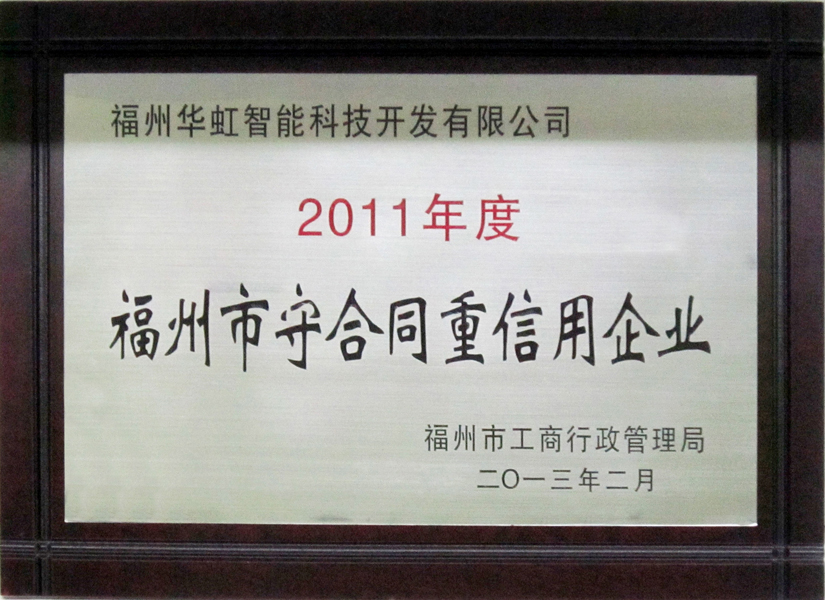 福州华虹智能科技开发有限公司
2011年度
福州市守合同重信用企业
福州市工商行政管理局
二〇一三年二月